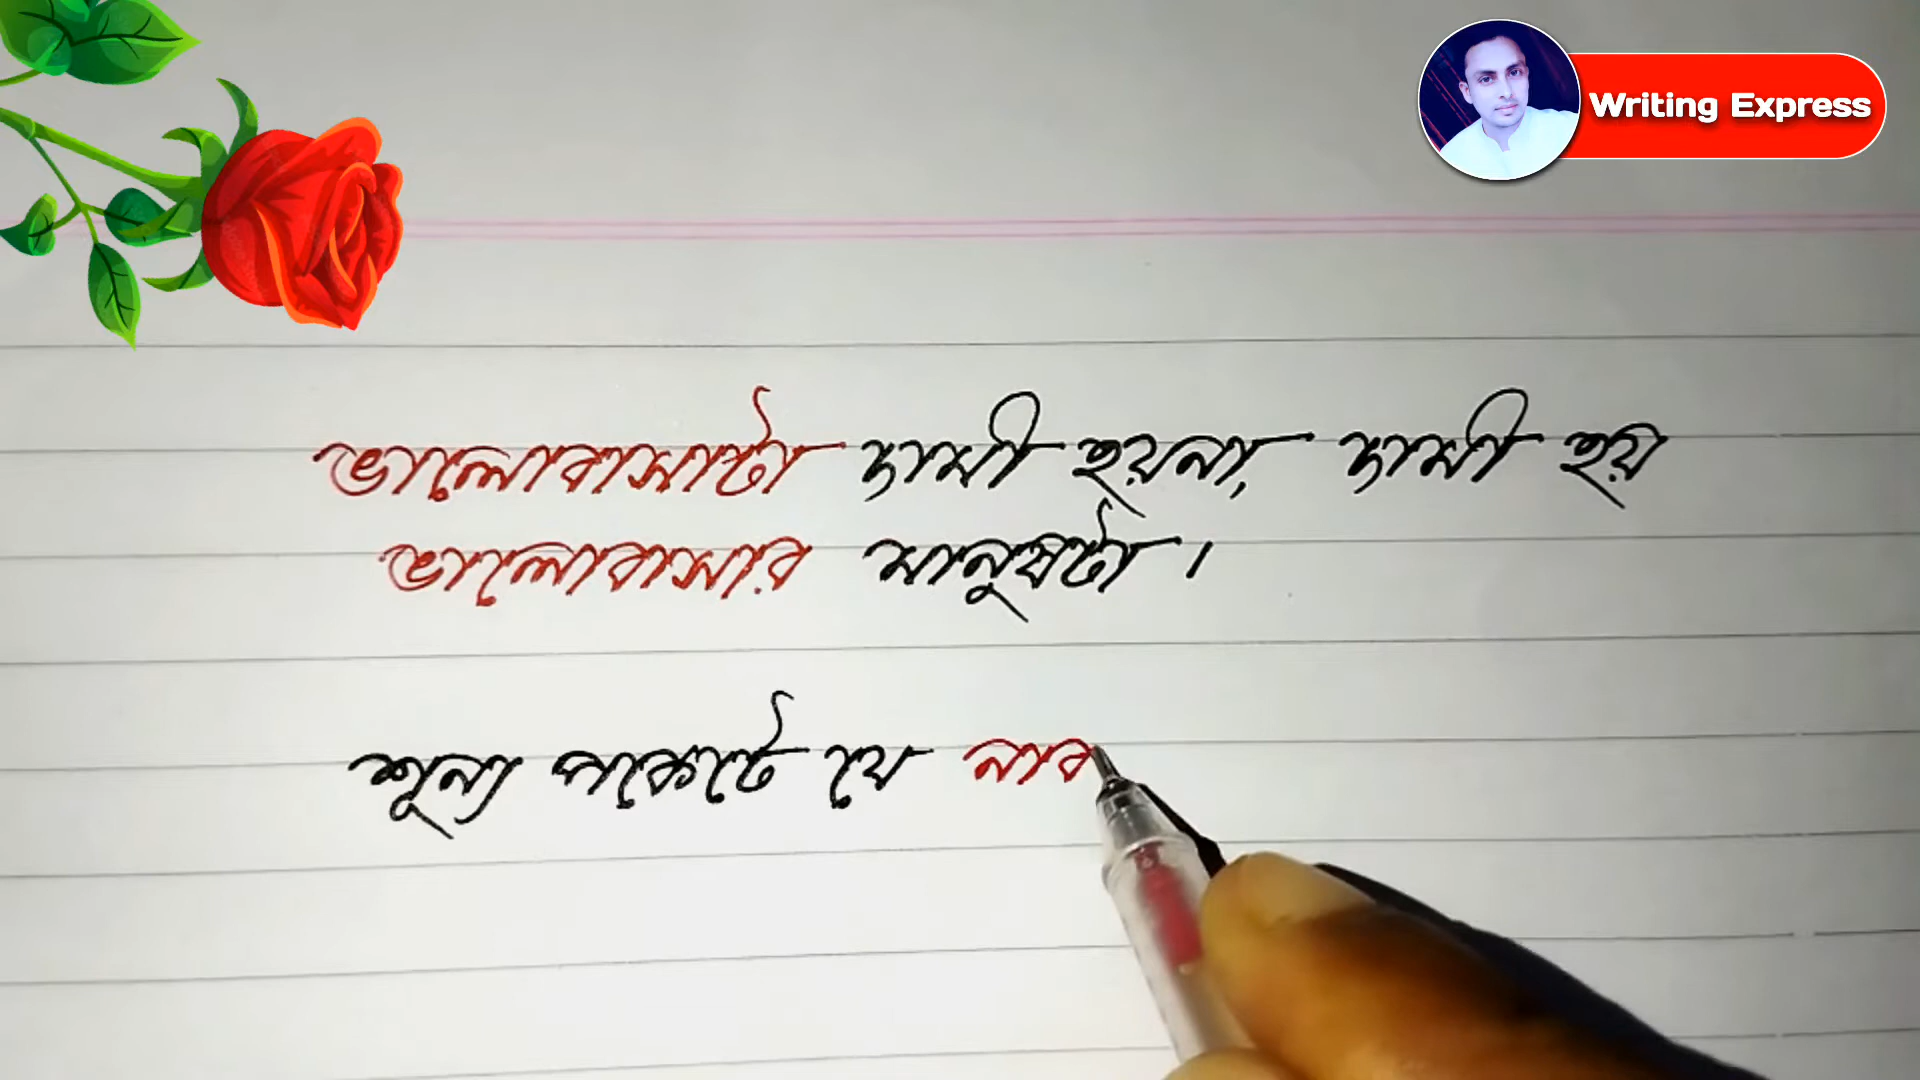 Writing Express
ভালোবাসাটা দামী হয়না, দামী হয়
ভালোবাসার মানুষটা।
শূন্য পকেটে যে নাব